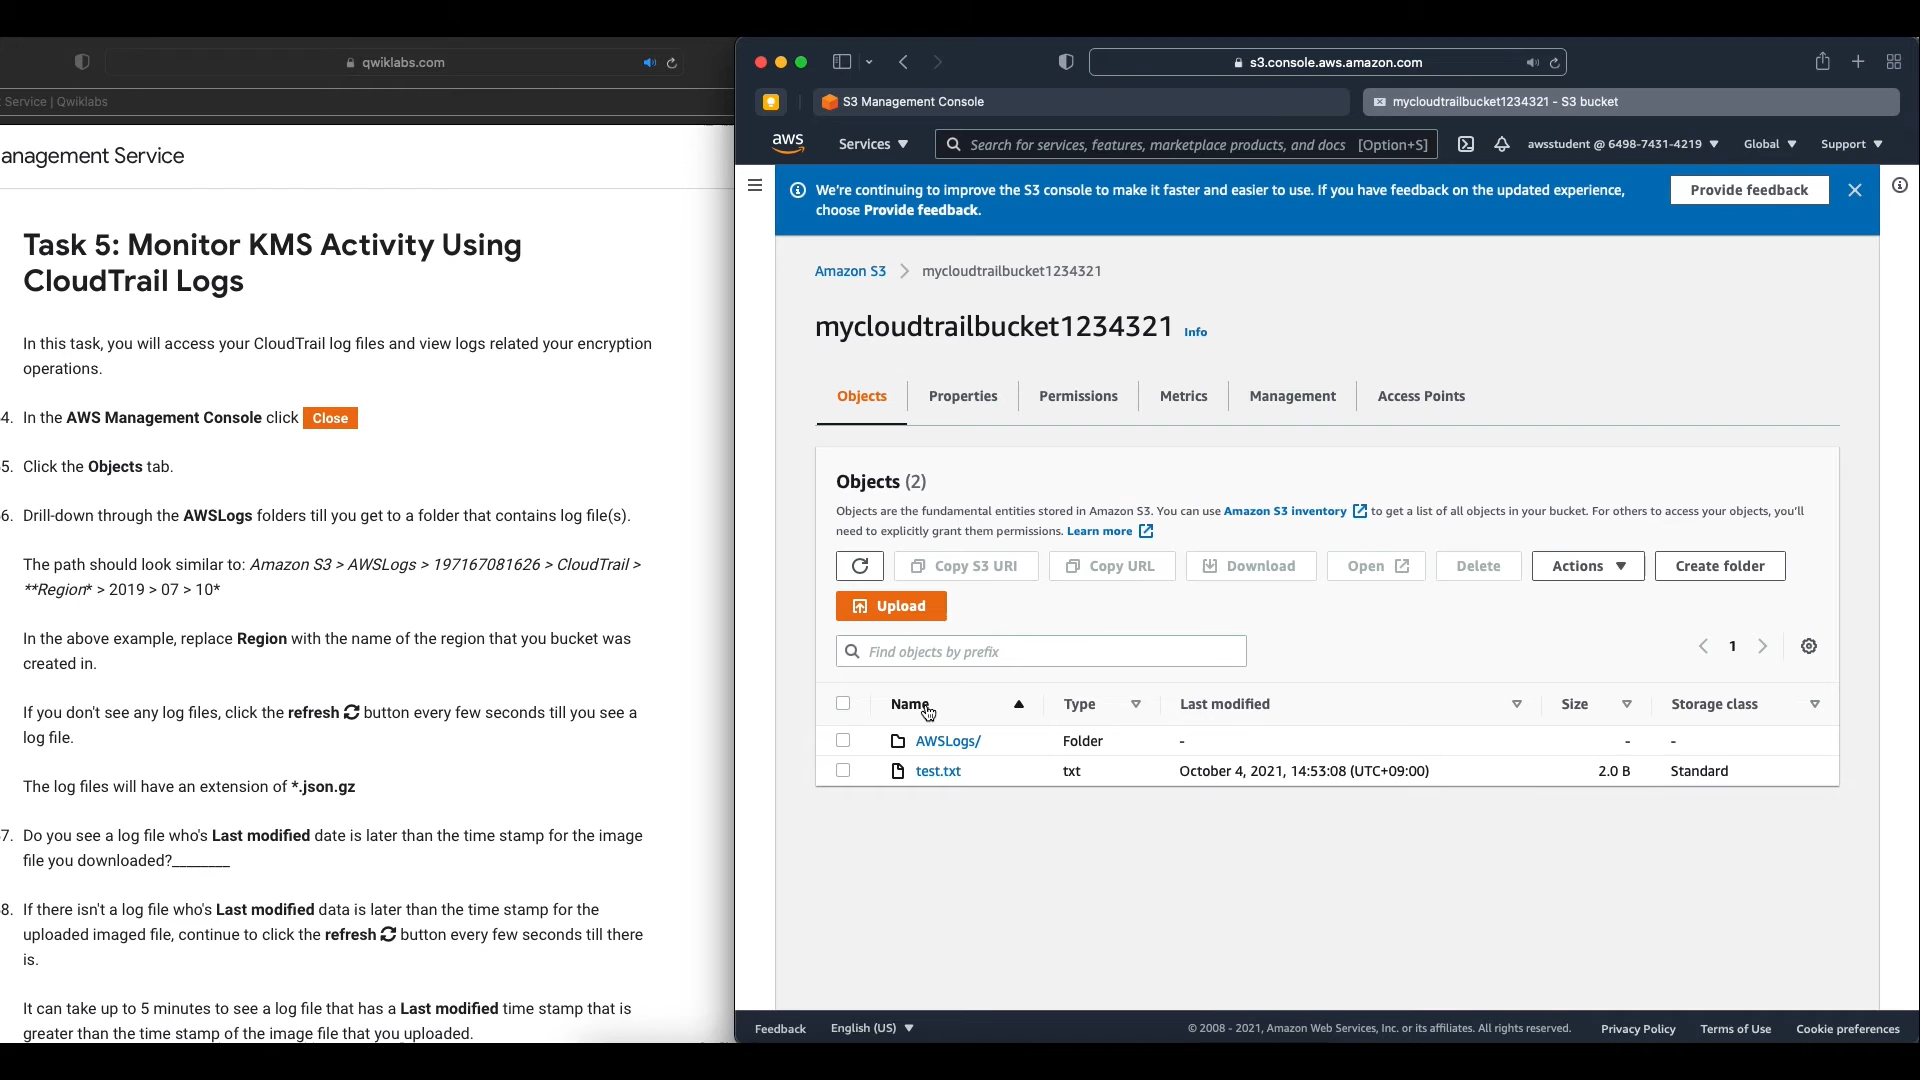 qwiklabs.com
: Service | Qwiklabs
anagement Service
Task 5: Monitor KMS Activity Using
CloudTrail Logs
In this task, you will access your CloudTrail log files and view logs related your encryption
operations.
4. In the AWS Management Console click Close
5. Click the Objects tab.
6. Drill-down through the AWSLogs folders till you get to a folder that contains log file(s).
The path should look similar to: Amazon S3 > AWSLogs > 197167081626 > CloudTrail >
**Region* > 2019 > 07 > 10*
In the above example, replace Region with the name of the region that you bucket was
created in.
If you don't see any log files, click the refresh button every few seconds till you see a
log file.
The log files will have an extension of *.json.gz
7. Do you see a log file who's Last modified date is later than the time stamp for the image
file you downloaded?________
8. If there isn't a log file who's Last modified data is later than the time stamp for the
uploaded imaged file, continue to click the refresh button every few seconds till there
is.
It can take up to 5 minutes to see a log file that has a Last modified time stamp that is
greater than the time stamp of the image file that you uploaded.
s3.console.aws.amazon.com
S3 Management Console
mycloudtrailbucket1234321 - S3 bucket
aws Services Search for services, features, marketplace products, and docs [Option+S] awsstudent @ 6498-7431-4219 Global Support
We're continuing to improve the S3 console to make it faster and easier to use. If you have feedback on the updated experience,
choose Provide feedback.
Provide feedback
Amazon S3 > mycloudtrailbucket1234321
mycloudtrailbucket1234321 Info
Objects Properties Permissions Metrics Management Access Points
Objects (2)
Objects are the fundamental entities stored in Amazon S3. You can use Amazon S3 inventory to get a list of all objects in your bucket. For others to access your objects, you'll
need to explicitly grant them permissions. Learn more
Copy S3 URI Copy URL Download Open Delete Actions Create folder
Upload
Find objects by prefix
1
Name Type Last modified Size Storage class
AWSLogs/ Folder - - -
test.txt txt October 4, 2021, 14:53:08 (UTC+09:00) 2.0 B Standard
Feedback English (US) © 2008 - 2021, Amazon Web Services, Inc. or its affiliates. All rights reserved. Privacy Policy Terms of Use Cookie preferences